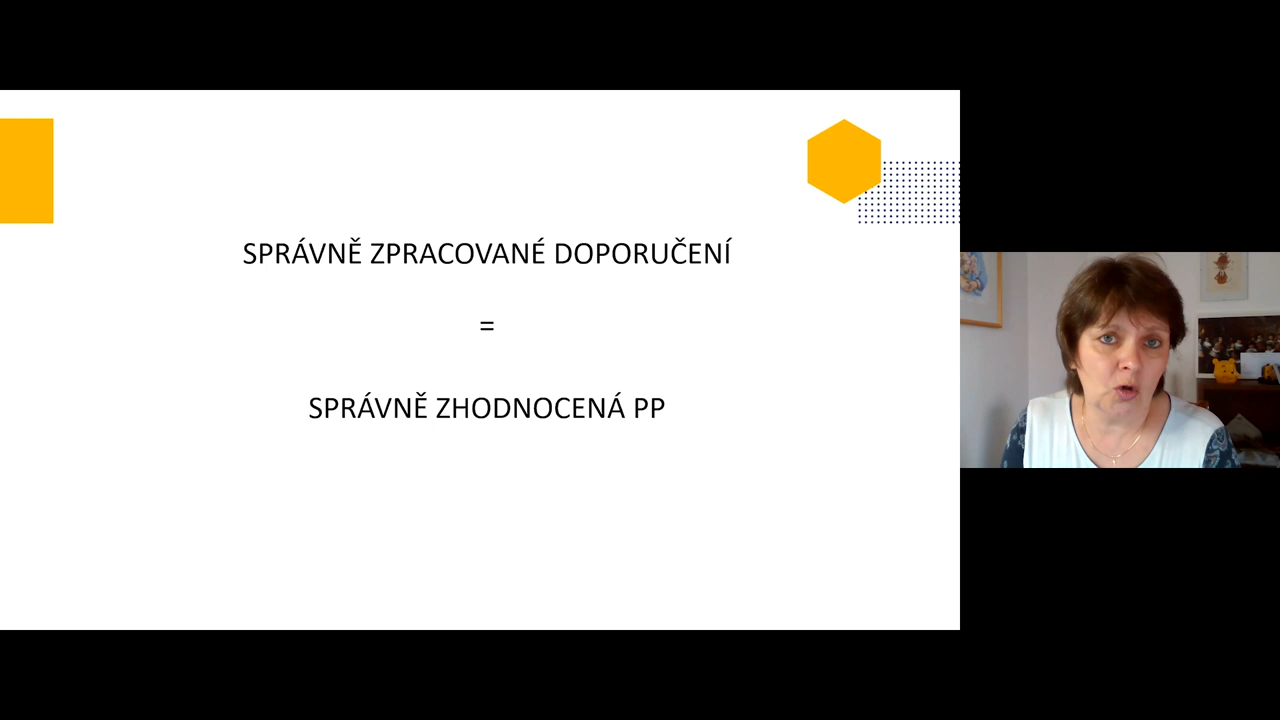 SPRÁVNĚ ZPRACOVANÉ DOPORUČENÍ
=
SPRÁVNĚ ZHODNOCENÁ PP